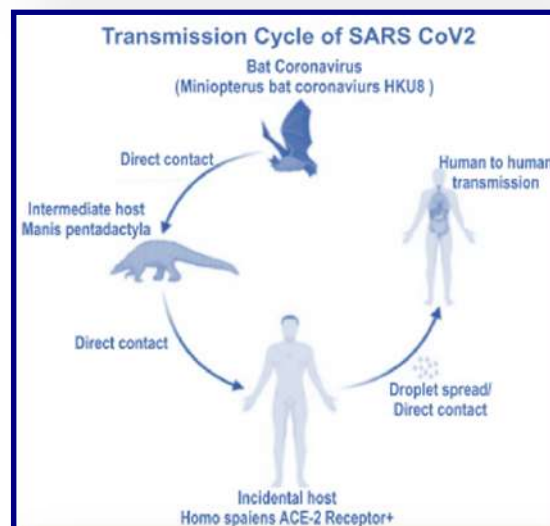 Transmission Cycle of SARS CoV2
Bat Coronavirus
(Miniopterus bat coronaviurs HKU8 )
Direct contact
Human to human
transmission
Intermediate host
Manis pentadactyla
Direct contact
Droplet spread/
Direct contact
Incidental host
Homo spaiens ACE-2 Receptor+